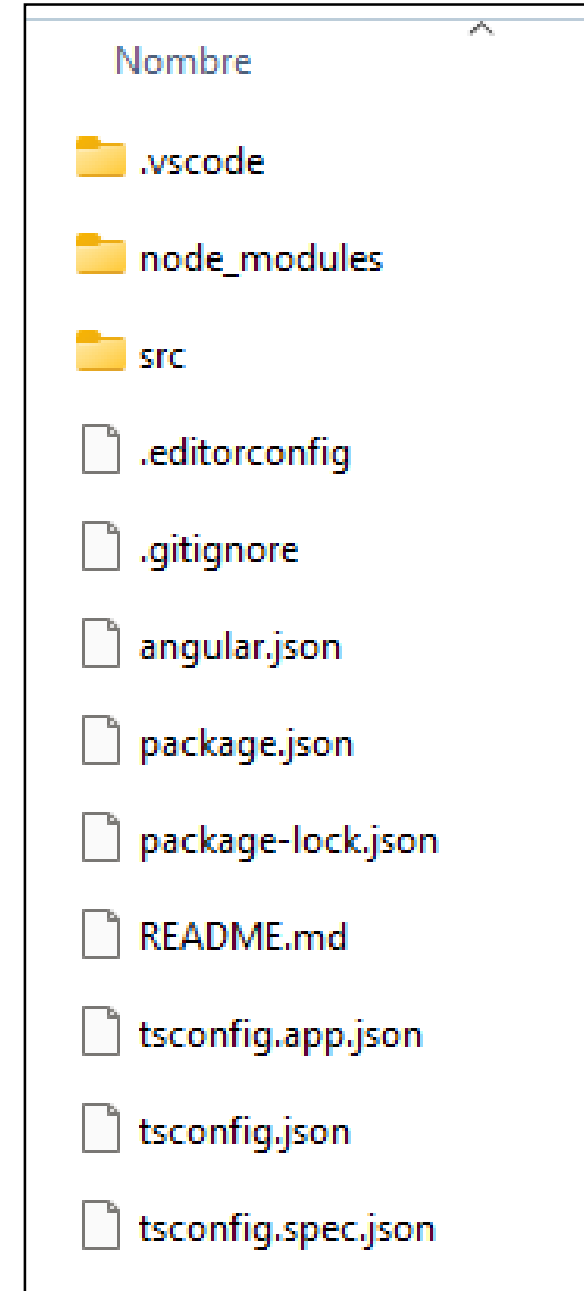 Nombre
.vscode
node_modules
src
.editorconfig
.gitignore
angular.json
package.json
package-lock.json
README.md
tsconfig.app.json
tsconfig.json
tsconfig.spec.json